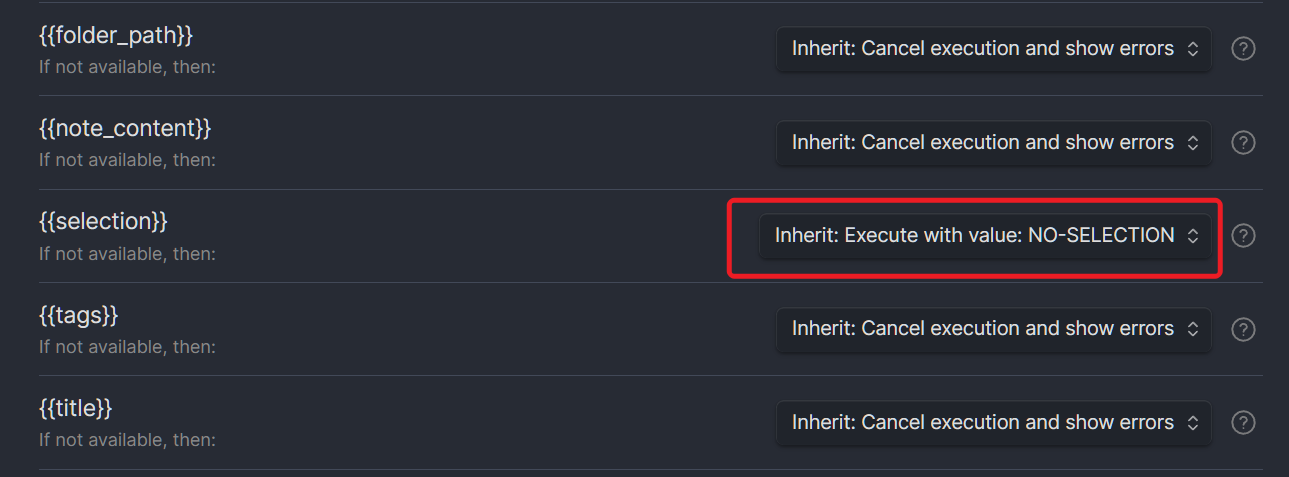 {{folder_path}}
Inherit: Cancel execution and show errors
If not available, then:
{{note_content}}
Inherit: Cancel execution and show errors
If not available, then:
{{selection}}
Inherit: Execute with value: NO-SELECTION
If not available, then:
{{tags}}
Inherit: Cancel execution and show errors
If not available, then:
{{title}}
Inherit: Cancel execution and show errors
If not available, then: